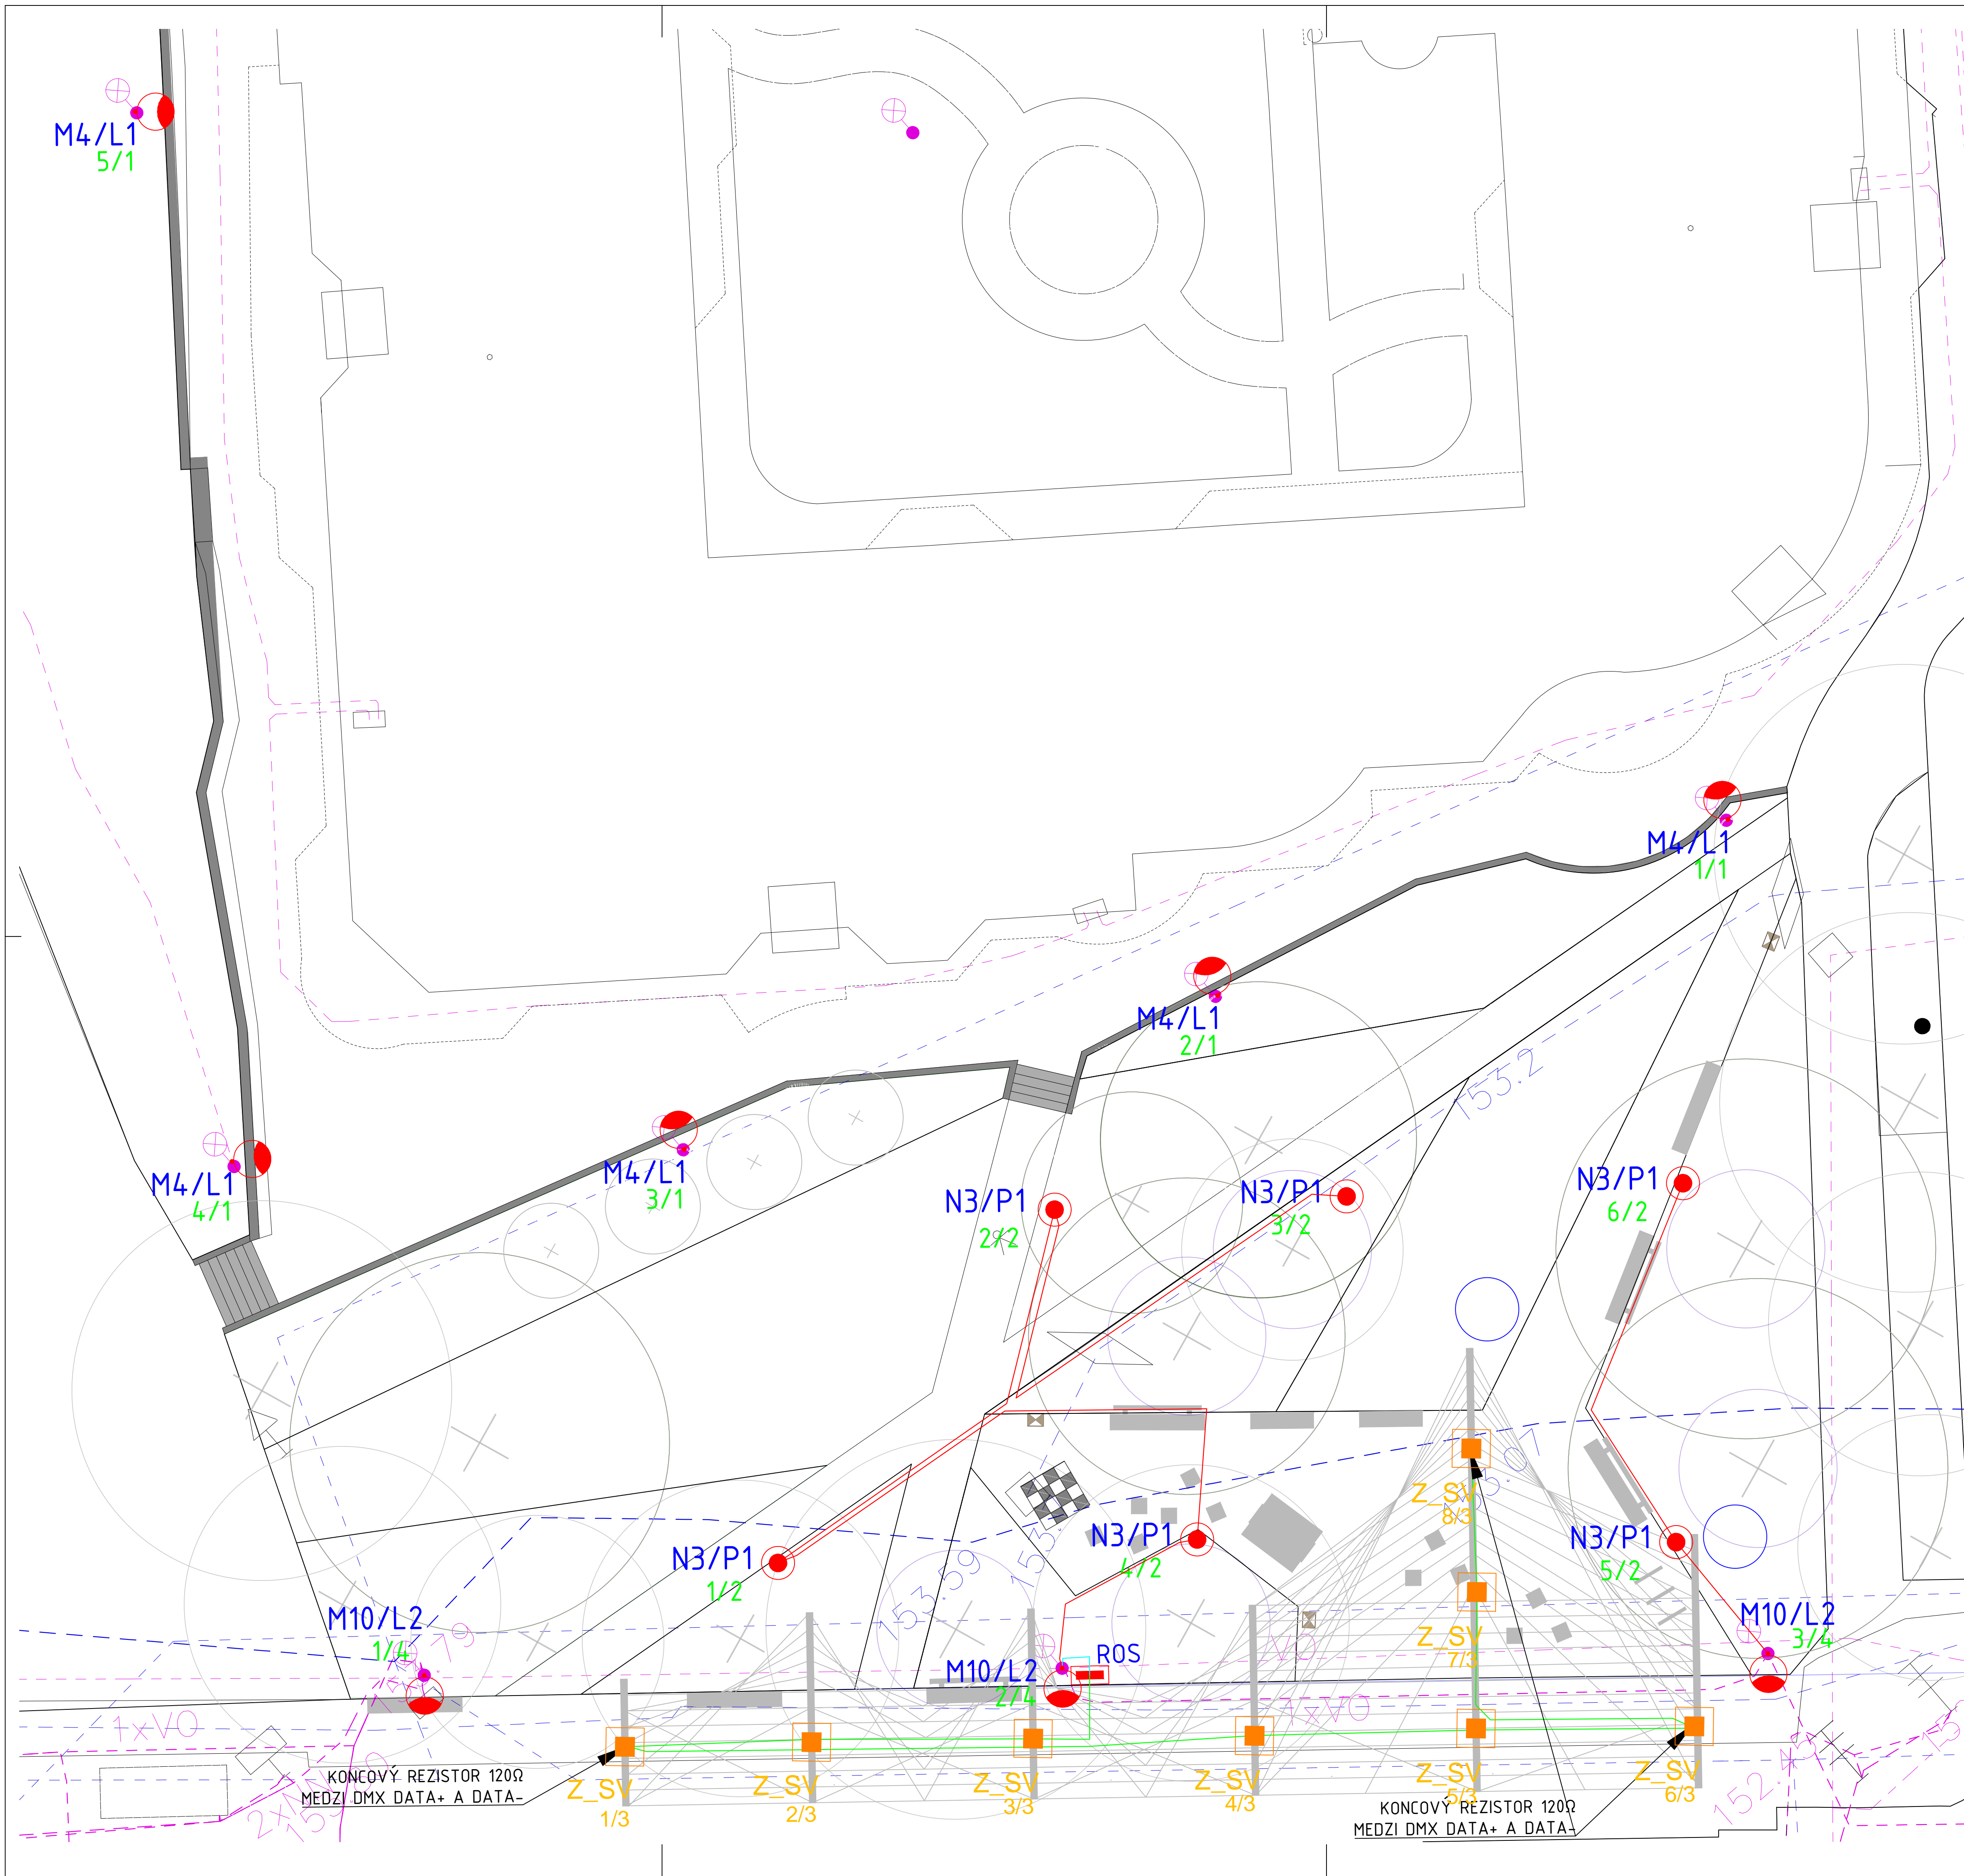 M4/L1
5/1
M4/L1
1/1
M4/L1
2/1
153.2
M4/L1
3/1
M4/L1
4/1
N3/P1
2/2
N3/P1
3/2
N3/P1
6/2
Z_SV
8/3
N3/P1
1/2
N3/P1
4/2
N3/P1
5/2
153.59
M10/L2
1/4
M10/L2
2/4
ROS
M10/L2
3/4
Z_SV
7/3
VO
1xVO
1xVO
KONCOVÝ REZISTOR 120Ω
MEDZI DMX DATA+ A DATA-
Z_SV
1/3
Z_SV
2/3
Z_SV
3/3
Z_SV
4/3
Z_SV
5/3
Z_SV
6/3
KONCOVÝ REZISTOR 120Ω
MEDZI DMX DATA+ A DATA-